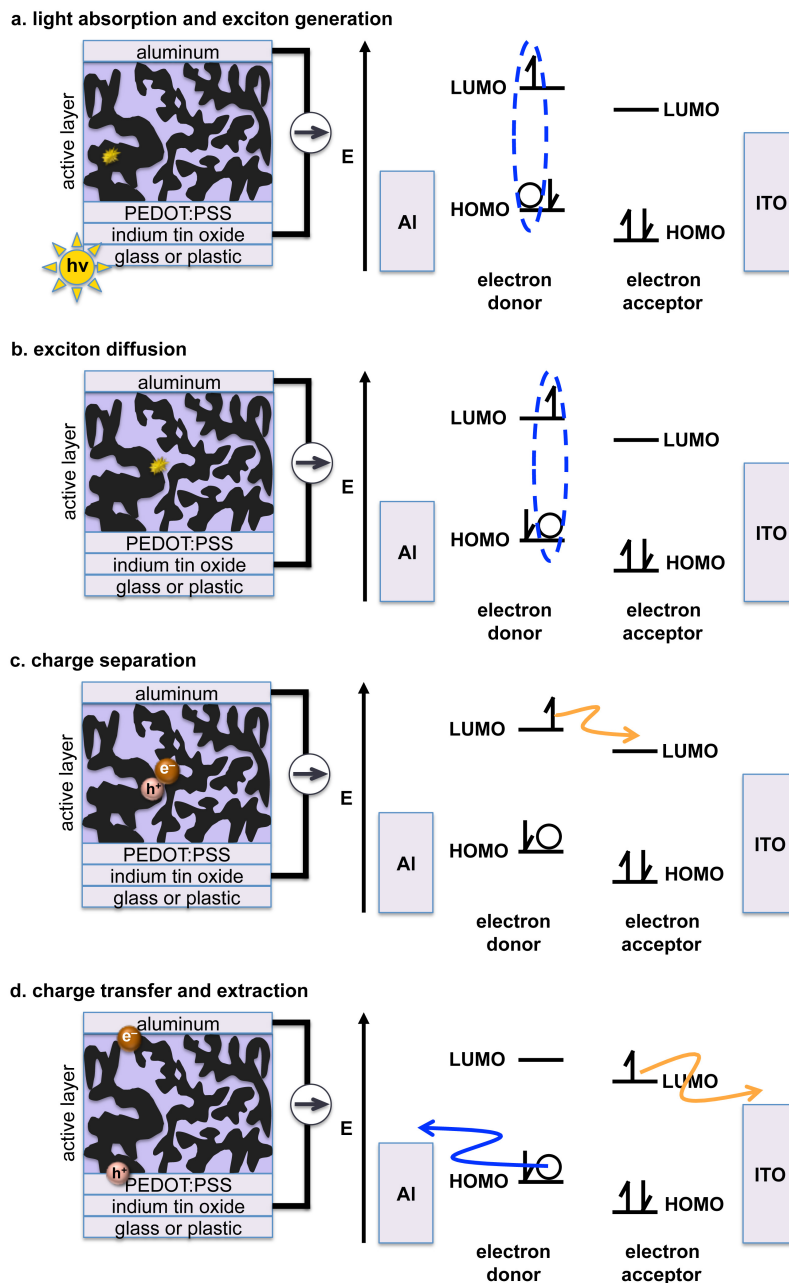 a. light absorption and exciton generation
aluminum
active layer
PEDOT:PSS
indium tin oxide
glass or plastic
hν
E
Al
LUMO
HOMO
electron
donor
LUMO
HOMO
electron
acceptor
ITO
b. exciton diffusion
aluminum
active layer
PEDOT:PSS
indium tin oxide
glass or plastic
E
Al
LUMO
HOMO
electron
donor
LUMO
HOMO
electron
acceptor
ITO
c. charge separation
aluminum
active layer
e⁻
h⁺
PEDOT:PSS
indium tin oxide
glass or plastic
E
Al
LUMO
HOMO
electron
donor
LUMO
HOMO
electron
acceptor
ITO
d. charge transfer and extraction
aluminum
e⁻
active layer
h⁺
PEDOT:PSS
indium tin oxide
glass or plastic
E
Al
LUMO
HOMO
electron
donor
LUMO
HOMO
electron
acceptor
ITO